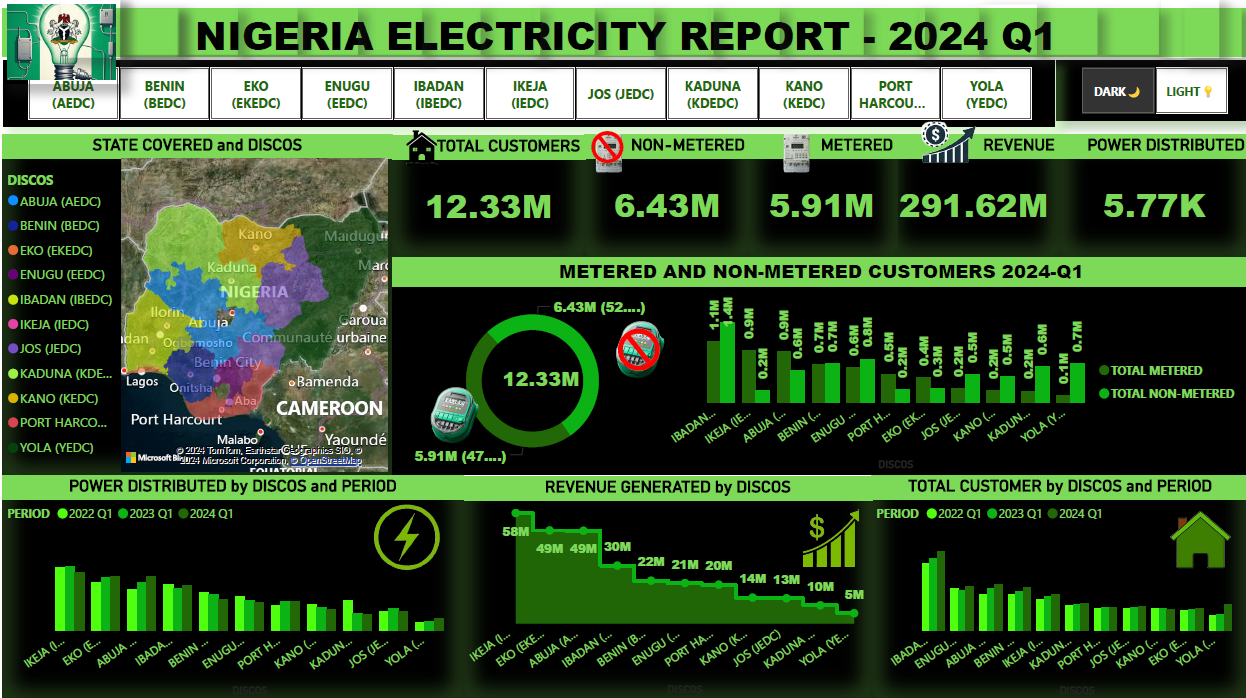 NIGERIA ELECTRICITY REPORT - 2024 Q1
ABUJA
(AEDC)
BENIN
(BEDC)
EKO
(EKEDC)
ENUGU
(EEDC)
IBADAN
(IBEDC)
IKEJA
(IEDC)
JOS (JEDC)
KADUNA
(KDEDC)
KANO
(KEDC)
PORT
HARCOU...
YOLA
(YEDC)
DARK
LIGHT
STATE COVERED and DISCOS
DISCOS
ABUJA (AEDC)
BENIN (BEDC)
EKO (EKEDC)
ENUGU (EEDC)
IBADAN (IBEDC)
IKEJA (IEDC)
JOS (JEDC)
KADUNA (KDE...
KANO (KEDC)
PORT HARCO...
YOLA (YEDC)
Kano
Maidugu
Kaduna
NIGERIA
Ilorin
Abuja
Garoua
dan
Ogbomosho
Communauté urbaine
Benin City
Lagos
Onitsha
Bamenda
Aba
CAMEROON
Port Harcourt
Malabo
Yaoundé
© 2024 TomTom, Earthstar Geographics SIO, ©
2024 Microsoft Corporation, © OpenStreetMap
Microsoft Bing
EQUATORIAL
TOTAL CUSTOMERS
12.33M
NON-METERED
6.43M
METERED
5.91M
REVENUE
291.62M
POWER DISTRIBUTED
5.77K
METERED AND NON-METERED CUSTOMERS 2024-Q1
6.43M (52....)
12.33M
5.91M (47....)
1.1M 1.4M 0.9M 0.2M 0.9M 0.6M 0.7M 0.7M 0.6M 0.8M 0.5M 0.2M 0.4M 0.3M 0.2M 0.5M 0.2M 0.5M 0.2M 0.6M 0.1M 0.7M
IBADAN... IKEJA (IE... ABUJA (... BENIN (... ENUGU ... PORT H... EKO (EK... JOS (JE... KANO (... KADUN... YOLA (Y...
DISCOS
TOTAL METERED
TOTAL NON-METERED
POWER DISTRIBUTED by DISCOS and PERIOD
PERIOD 2022 Q1 2023 Q1 2024 Q1
IKEJA (I... EKO (E... ABUJA ... IBADA... BENIN ... ENUGU... PORT H... KANO (... KADUN... JOS (JE... YOLA (...
DISCOS
REVENUE GENERATED by DISCOS
$
58M 49M 49M 30M 22M 21M 20M 14M 13M 10M 5M
IKEJA (I... EKO (EKE... ABUJA (A... IBADAN (... BENIN (B... ENUGU (... PORT HA... KANO (K... JOS (JEDC) KADUNA ... YOLA (YE...
DISCOS
TOTAL CUSTOMER by DISCOS and PERIOD
PERIOD 2022 Q1 2023 Q1 2024 Q1
IBADA... ENUGU... ABUJA ... BENIN ... IKEJA (I... KADUN... PORT H... JOS (JE... KANO (... EKO (E... YOLA (...
DISCOS